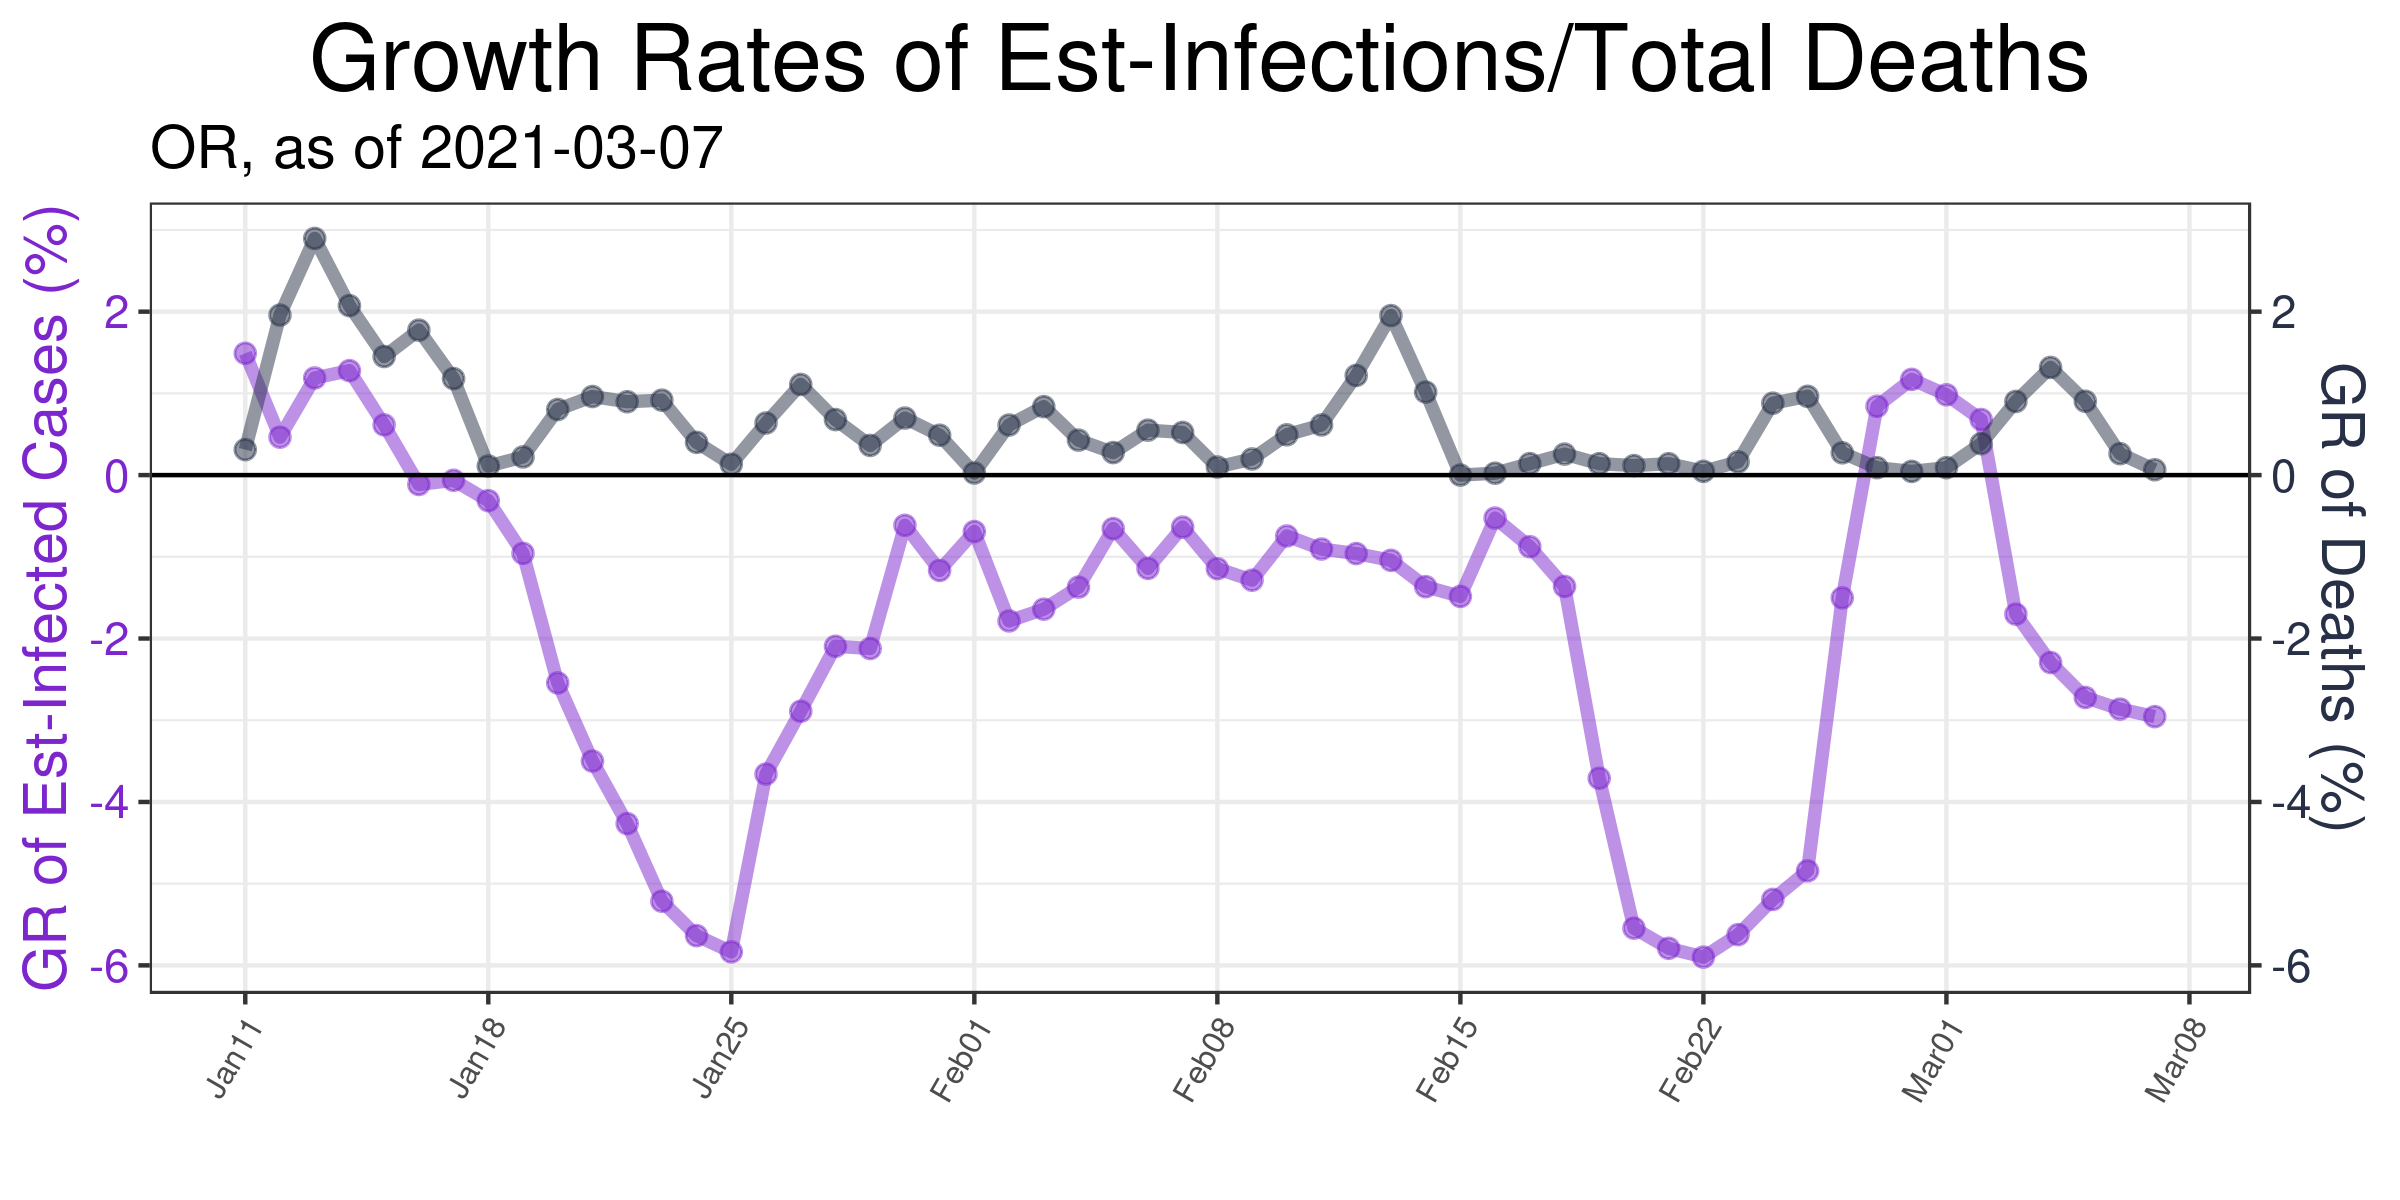 Growth Rates of Est-Infections/Total Deaths
OR, as of 2021-03-07
GR of Est-Infected Cases (%)
2
0
-2
-4
-6
2
0
-2
-4
-6
GR of Deaths (%)
Jan11
Jan18
Jan25
Feb01
Feb08
Feb15
Feb22
Mar01
Mar08